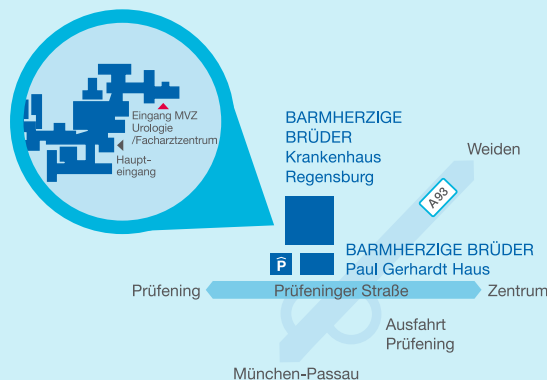 Eingang MVZ
Urologie
/Facharztzentrum
Haupt-
eingang
BARMHERZIGE
BRÜDER
Krankenhaus
Regensburg
Weiden
A93
BARMHERZIGE BRÜDER
Paul Gerhardt Haus
P
Prüfening
Prüfeninger Straße
Zentrum
Ausfahrt
Prüfening
München-Passau